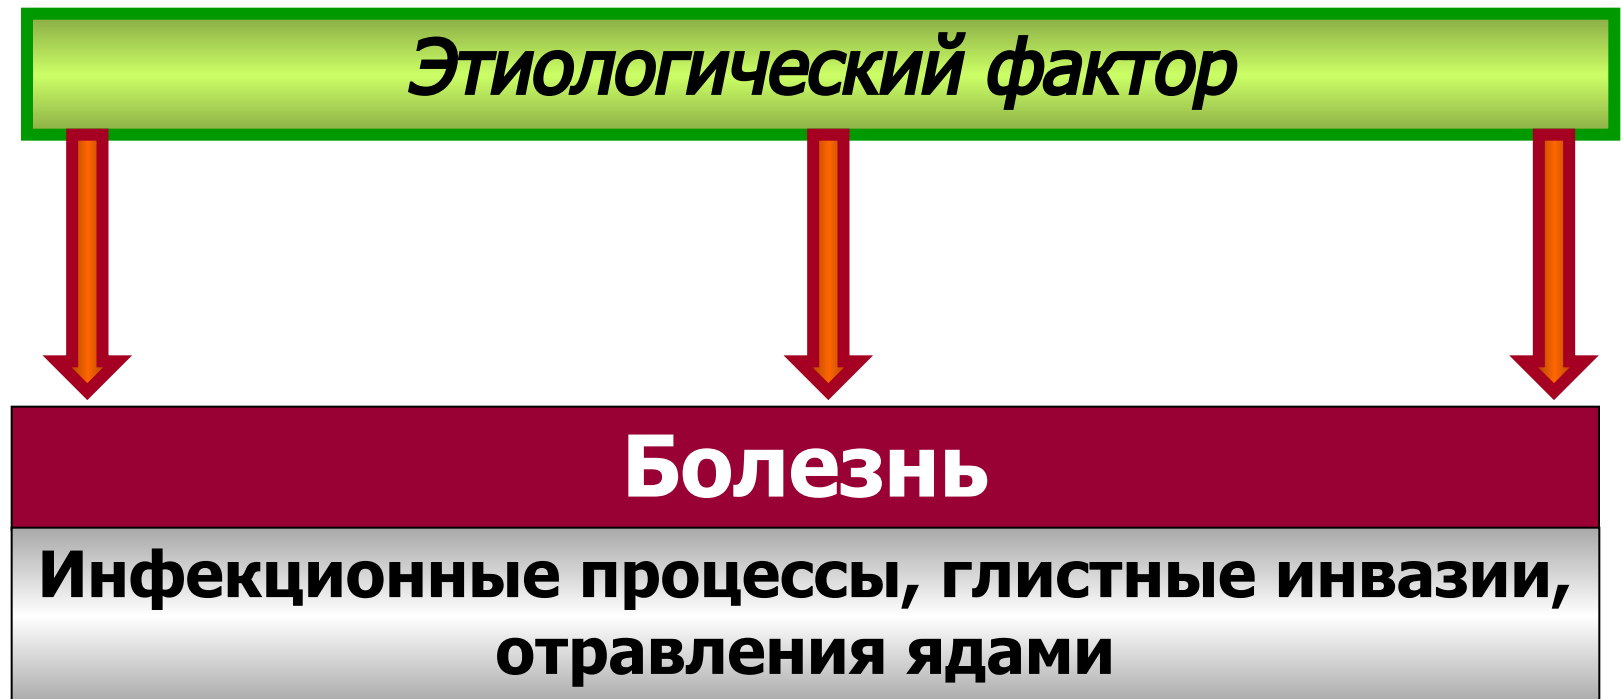 Этиологический фактор
Болезнь
Инфекционные процессы, глистные инвазии,
отравления ядами